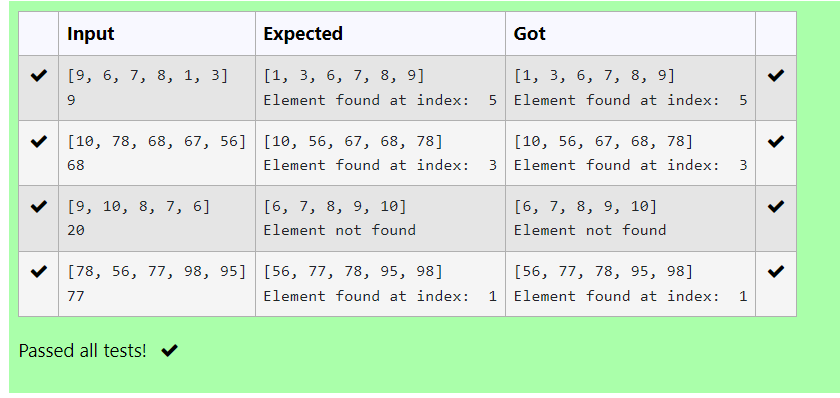 Input Expected Got
[9, 6, 7, 8, 1, 3] [1, 3, 6, 7, 8, 9] [1, 3, 6, 7, 8, 9]
9 Element found at index:  5 Element found at index:  5
[10, 78, 68, 67, 56] [10, 56, 67, 68, 78] [10, 56, 67, 68, 78]
68 Element found at index:  3 Element found at index:  3
[9, 10, 8, 7, 6] [6, 7, 8, 9, 10] [6, 7, 8, 9, 10]
20 Element not found Element not found
[78, 56, 77, 98, 95] [56, 77, 78, 95, 98] [56, 77, 78, 95, 98]
77 Element found at index:  1 Element found at index:  1
Passed all tests!